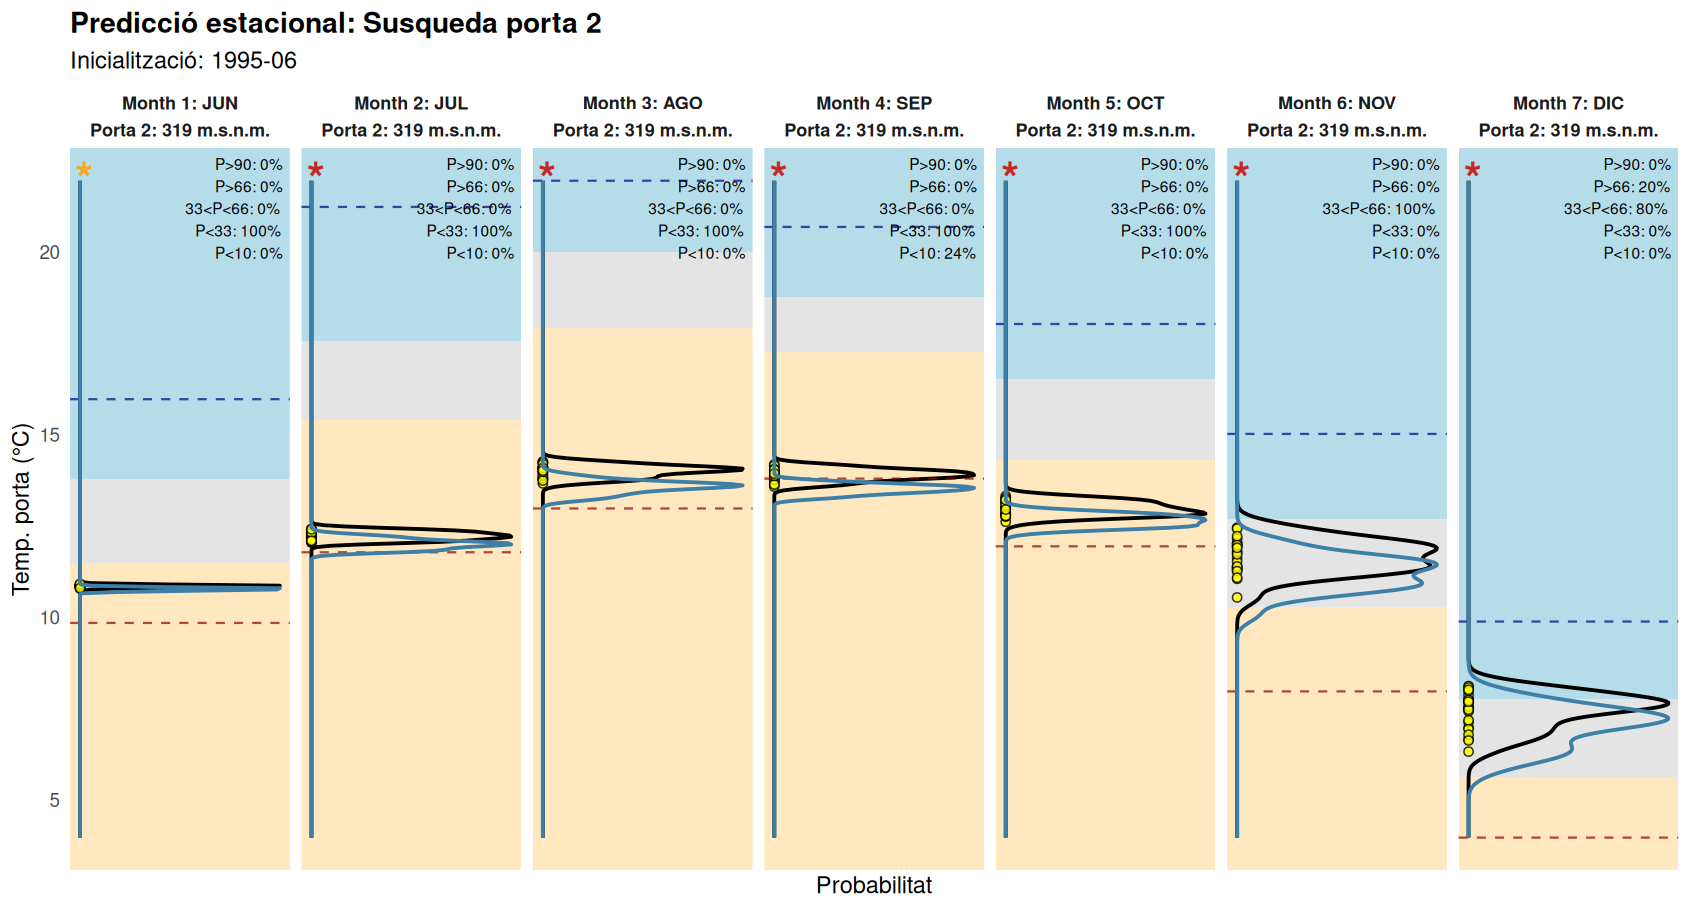 Predicció estacional: Susqueda porta 2
Inicialització: 1995-06
Month 1: JUN
Porta 2: 319 m.s.n.m.
Month 2: JUL
Porta 2: 319 m.s.n.m.
Month 3: AGO
Porta 2: 319 m.s.n.m.
Month 4: SEP
Porta 2: 319 m.s.n.m.
Month 5: OCT
Porta 2: 319 m.s.n.m.
Month 6: NOV
Porta 2: 319 m.s.n.m.
Month 7: DIC
Porta 2: 319 m.s.n.m.
*
P>90: 0%
P>66: 0%
33<P<66: 0%
P<33: 100%
P<10: 0%
*
P>90: 0%
P>66: 0%
33<P<66: 0%
P<33: 100%
P<10: 0%
*
P>90: 0%
P>66: 0%
33<P<66: 0%
P<33: 100%
P<10: 0%
*
P>90: 0%
P>66: 0%
33<P<66: 0%
P<33: 100%
P<10: 24%
*
P>90: 0%
P>66: 0%
33<P<66: 0%
P<33: 100%
P<10: 0%
*
P>90: 0%
P>66: 0%
33<P<66: 100%
P<33: 0%
P<10: 0%
*
P>90: 0%
P>66: 20%
33<P<66: 80%
P<33: 0%
P<10: 0%
Temp. porta (°C)
20
15
10
5
Probabilitat